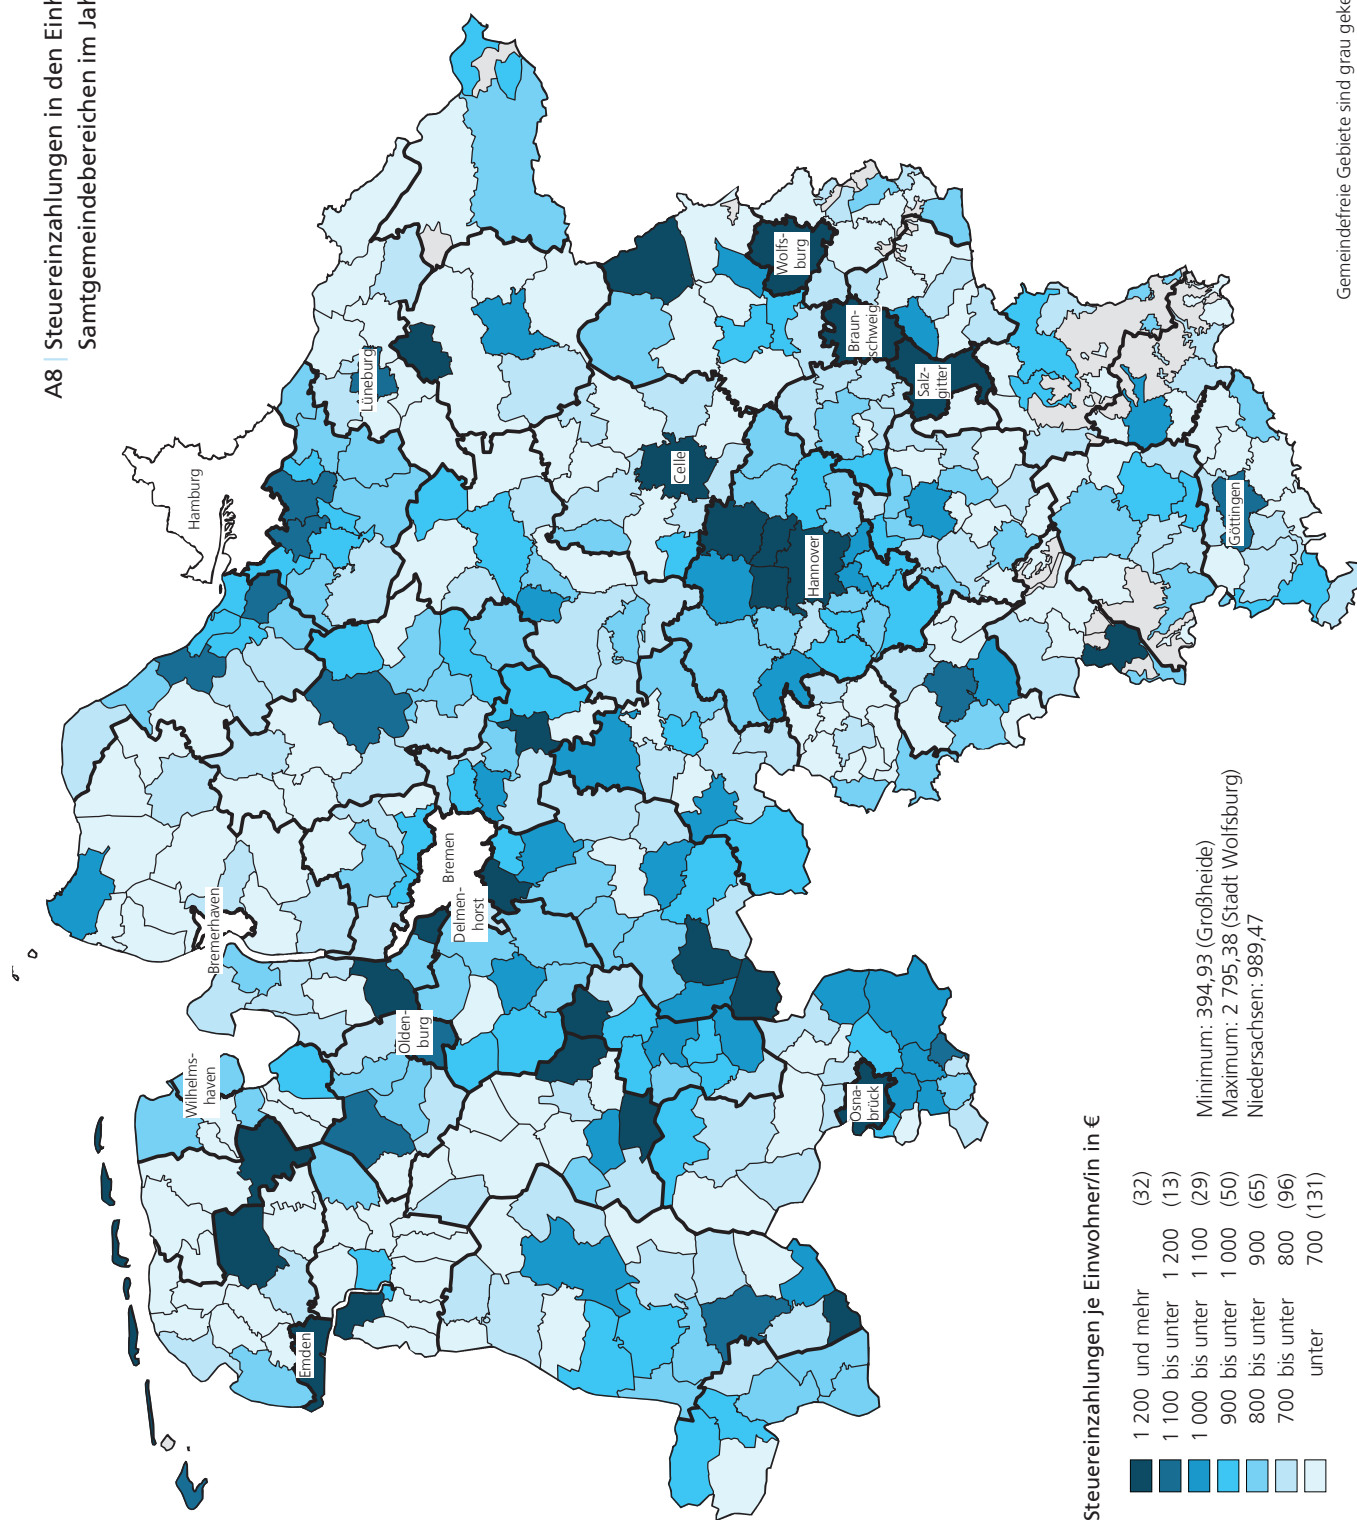 A8 | Steuereinzahlungen in den Einh
Samtgemeindebereichen im Jah
Hamburg
Lüneburg
Bremerhaven
Wilhelms-
haven
Emden
Olden-
burg
Bremen
Delmen-
horst
Celle
Wolfs-
burg
Braun-
schweig
Salz-
gitter
Hannover
Osna-
brück
Göttingen
Steuereinzahlungen je Einwohner/in in €
1 200 und mehr (32)
1 100 bis unter 1 200 (13)
1 000 bis unter 1 100 (29)
900 bis unter 1 000 (50)
800 bis unter 900 (65)
700 bis unter 800 (96)
unter 700 (131)
Minimum: 394,93 (Großheide)
Maximum: 2 795,38 (Stadt Wolfsburg)
Niedersachsen: 989,47
Gemeindefreie Gebiete sind grau geke